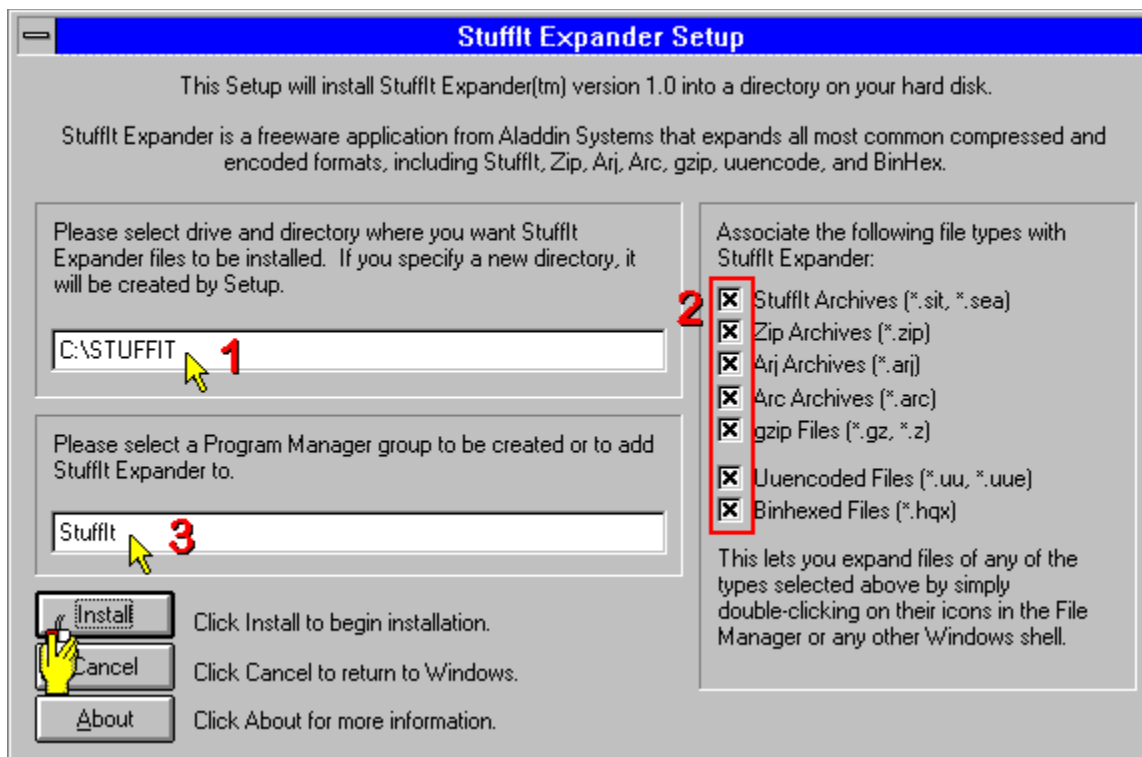 StuffIt Expander Setup
This Setup will install StuffIt Expander(tm) version 1.0 into a directory on your hard disk.
StuffIt Expander is a freeware application from Aladdin Systems that expands all most common compressed and
encoded formats, including StuffIt, Zip, Arj, Arc, gzip, uuencode, and BinHex.
Please select drive and directory where you want StuffIt
Expander files to be installed.  If you specify a new directory, it
will be created by Setup.
C:\STUFFIT 1
Please select a Program Manager group to be created or to add
StuffIt Expander to.
StuffIt 3
Associate the following file types with
StuffIt Expander:
2 StuffIt Archives (*.sit, *.sea)
Zip Archives (*.zip)
Arj Archives (*.arj)
Arc Archives (*.arc)
gzip Files (*.gz, *.z)
Uuencoded Files (*.uu, *.uue)
Binhexed Files (*.hqx)
This lets you expand files of any of the
types selected above by simply
double-clicking on their icons in the File
Manager or any other Windows shell.
Install Click Install to begin installation.
Cancel Click Cancel to return to Windows.
About Click About for more information.